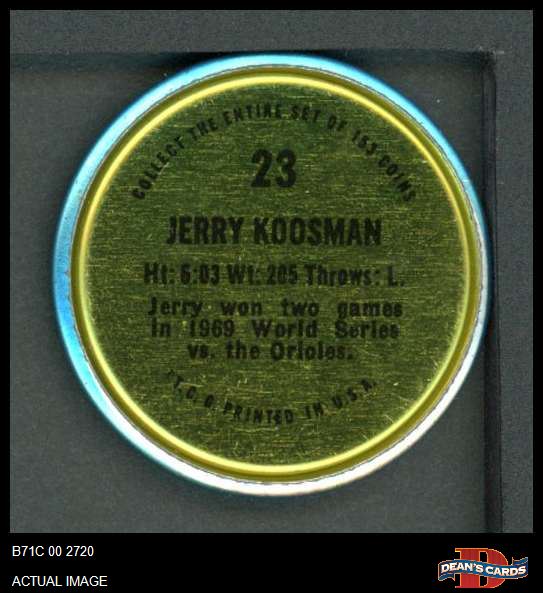 COLLECT THE ENTIRE SET OF 153 COINS
23
JERRY KOOSMAN
Ht: 6:03 Wt: 205 Throws: L.
Jerry won two games
in 1969 World Series
vs. the Orioles.
T.C.G. PRINTED IN U.S.A.
B71C 00 2720
ACTUAL IMAGE
D
DEAN'S CARDS